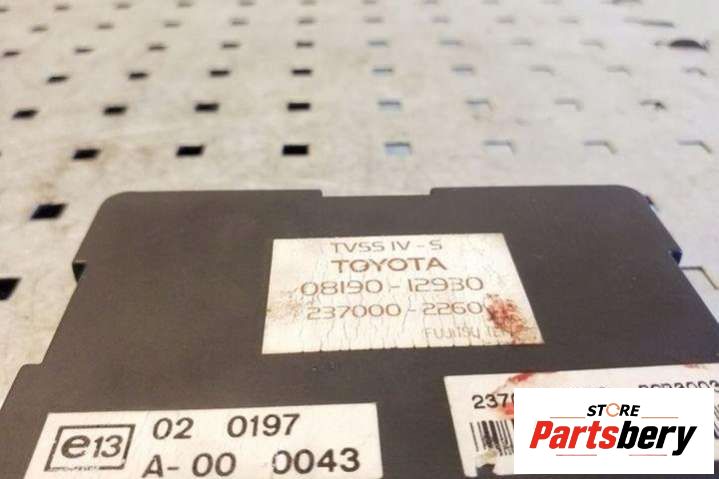 TVSS IV-S
TOYOTA
08190-12930
237000-2260
FUJITSU TEN
e13
02 0197
A-00 0043
STORE
Partsbery